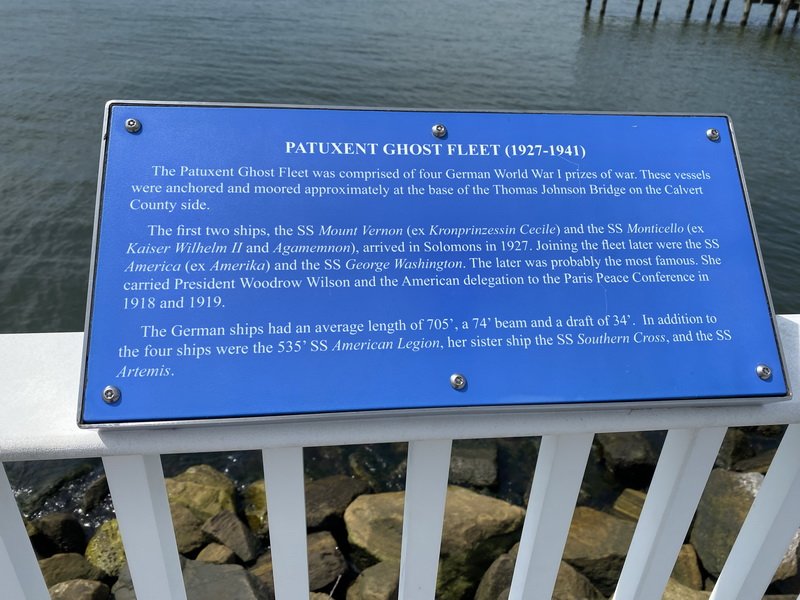 PATUXENT GHOST FLEET (1927-1941)
The Patuxent Ghost Fleet was comprised of four German World War I prizes of war. These vessels
were anchored and moored approximately at the base of the Thomas Johnson Bridge on the Calvert
County side.
The first two ships, the SS Mount Vernon (ex Kronprinzessin Cecile) and the SS Monticello (ex
Kaiser Wilhelm II and Agamemnon), arrived in Solomons in 1927. Joining the fleet later were the SS
America (ex Amerika) and the SS George Washington. The later was probably the most famous. She
carried President Woodrow Wilson and the American delegation to the Paris Peace Conference in
1918 and 1919.
The German ships had an average length of 705’, a 74’ beam and a draft of 34’. In addition to
the four ships were the 535’ SS American Legion, her sister ship the SS Southern Cross, and the SS
Artemis.